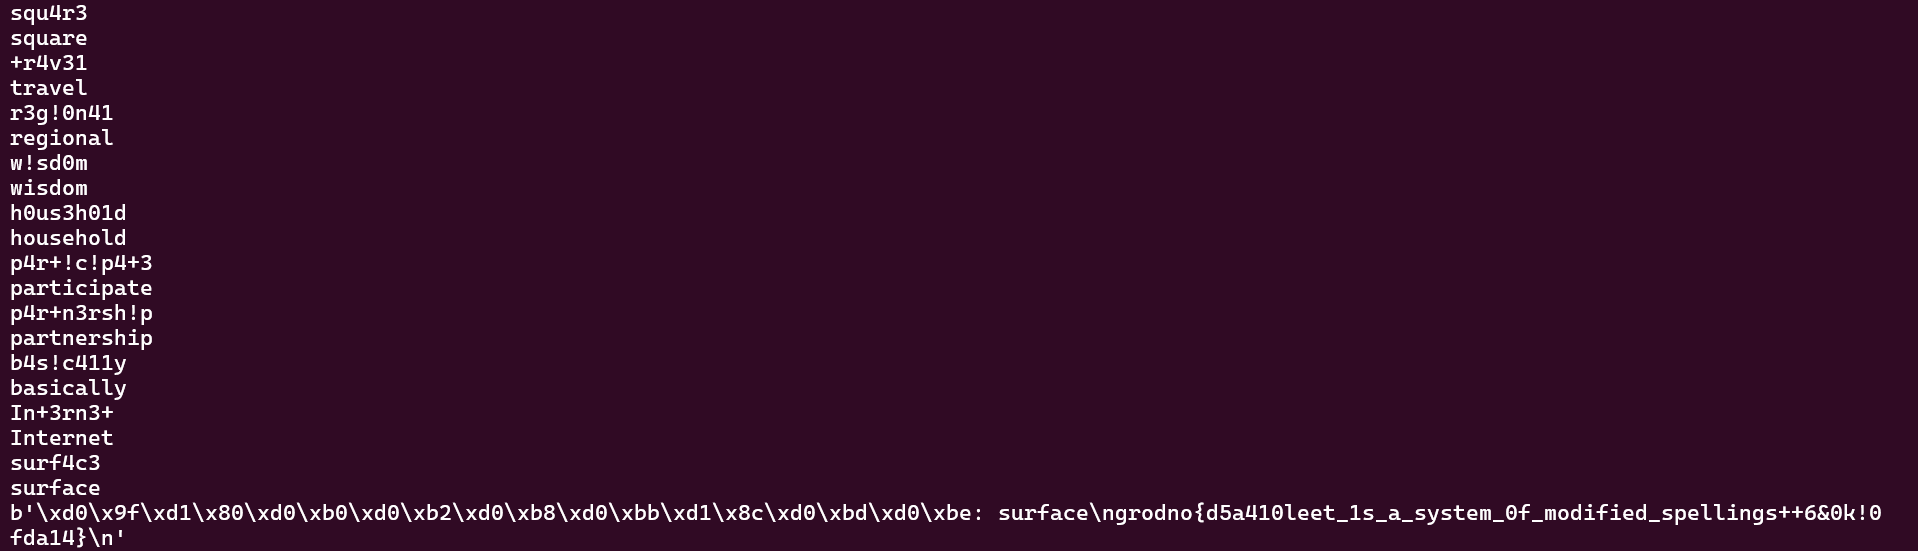 squ4r3
square
+r4v31
travel
r3g!0n41
regional
w!sd0m
wisdom
h0us3h01d
household
p4r+!c!p4+3
participate
p4r+n3rsh!p
partnership
b4s!c411y
basically
In+3rn3+
Internet
surf4c3
surface
b'\xd0\x9f\xd1\x80\xd0\xb0\xd0\xb2\xd0\xb8\xd0\xbb\xd1\x8c\xd0\xbd\xd0\xbe: surface\ngrodno{d5a410leet_1s_a_system_0f_modified_spellings++6&0k!0
fda14}\n'